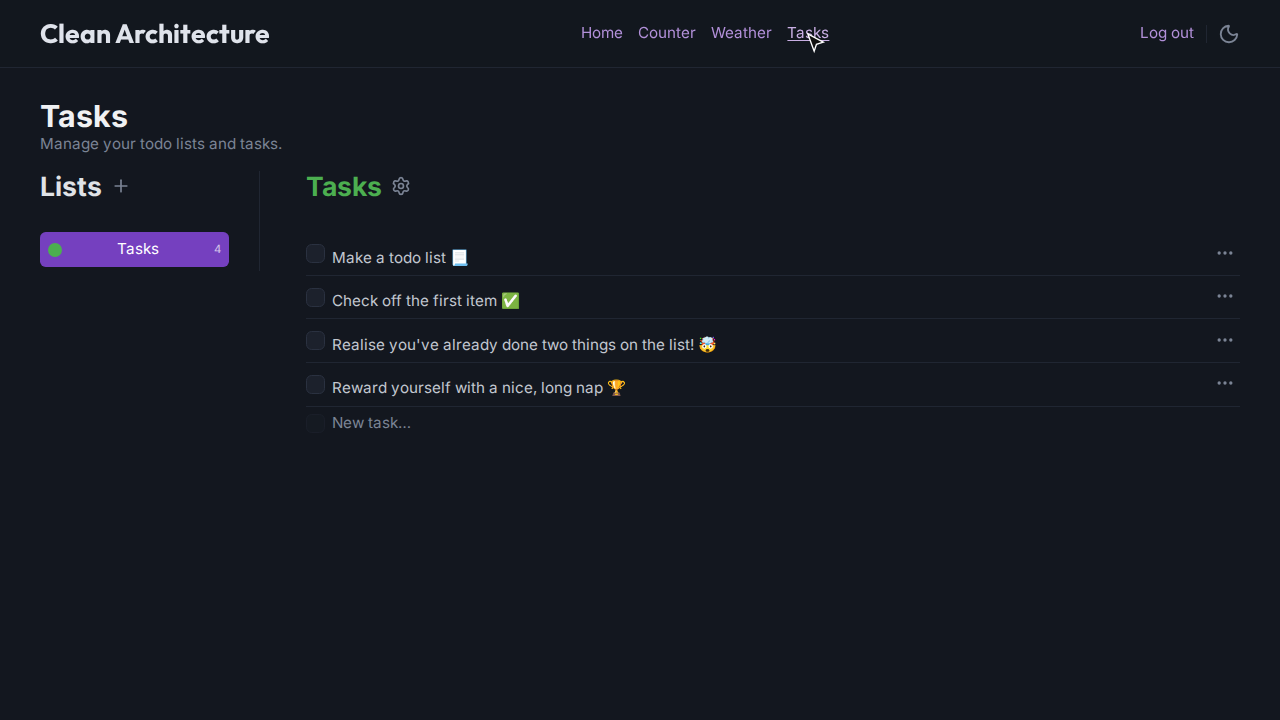 Clean Architecture
Home Counter Weather Tasks
Log out
Tasks
Manage your todo lists and tasks.
Lists
Tasks 4
Tasks
Make a todo list 📃
Check off the first item ✅
Realise you've already done two things on the list! 🤯
Reward yourself with a nice, long nap 🏆
New task...